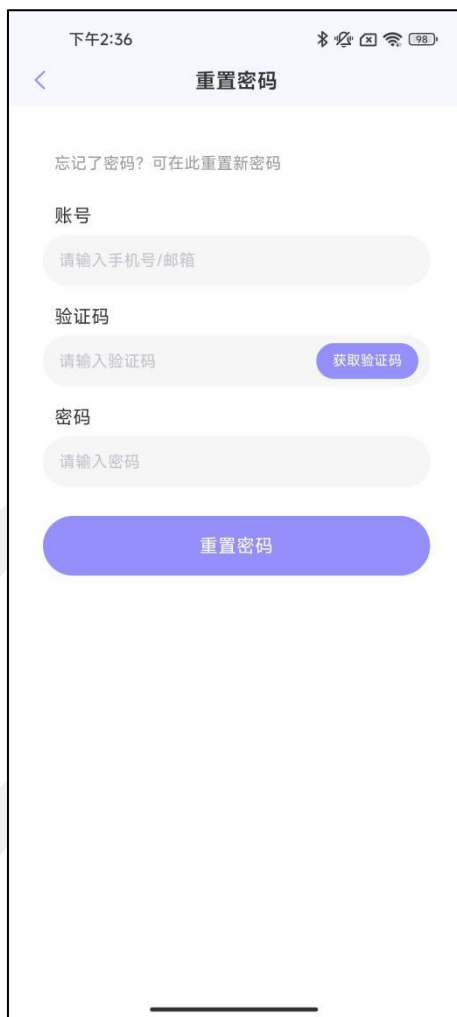 下午2:36
98
重置密码
忘记了密码？可在此重置新密码
账号
请输入手机号/邮箱
验证码
请输入验证码
获取验证码
密码
请输入密码
重置密码